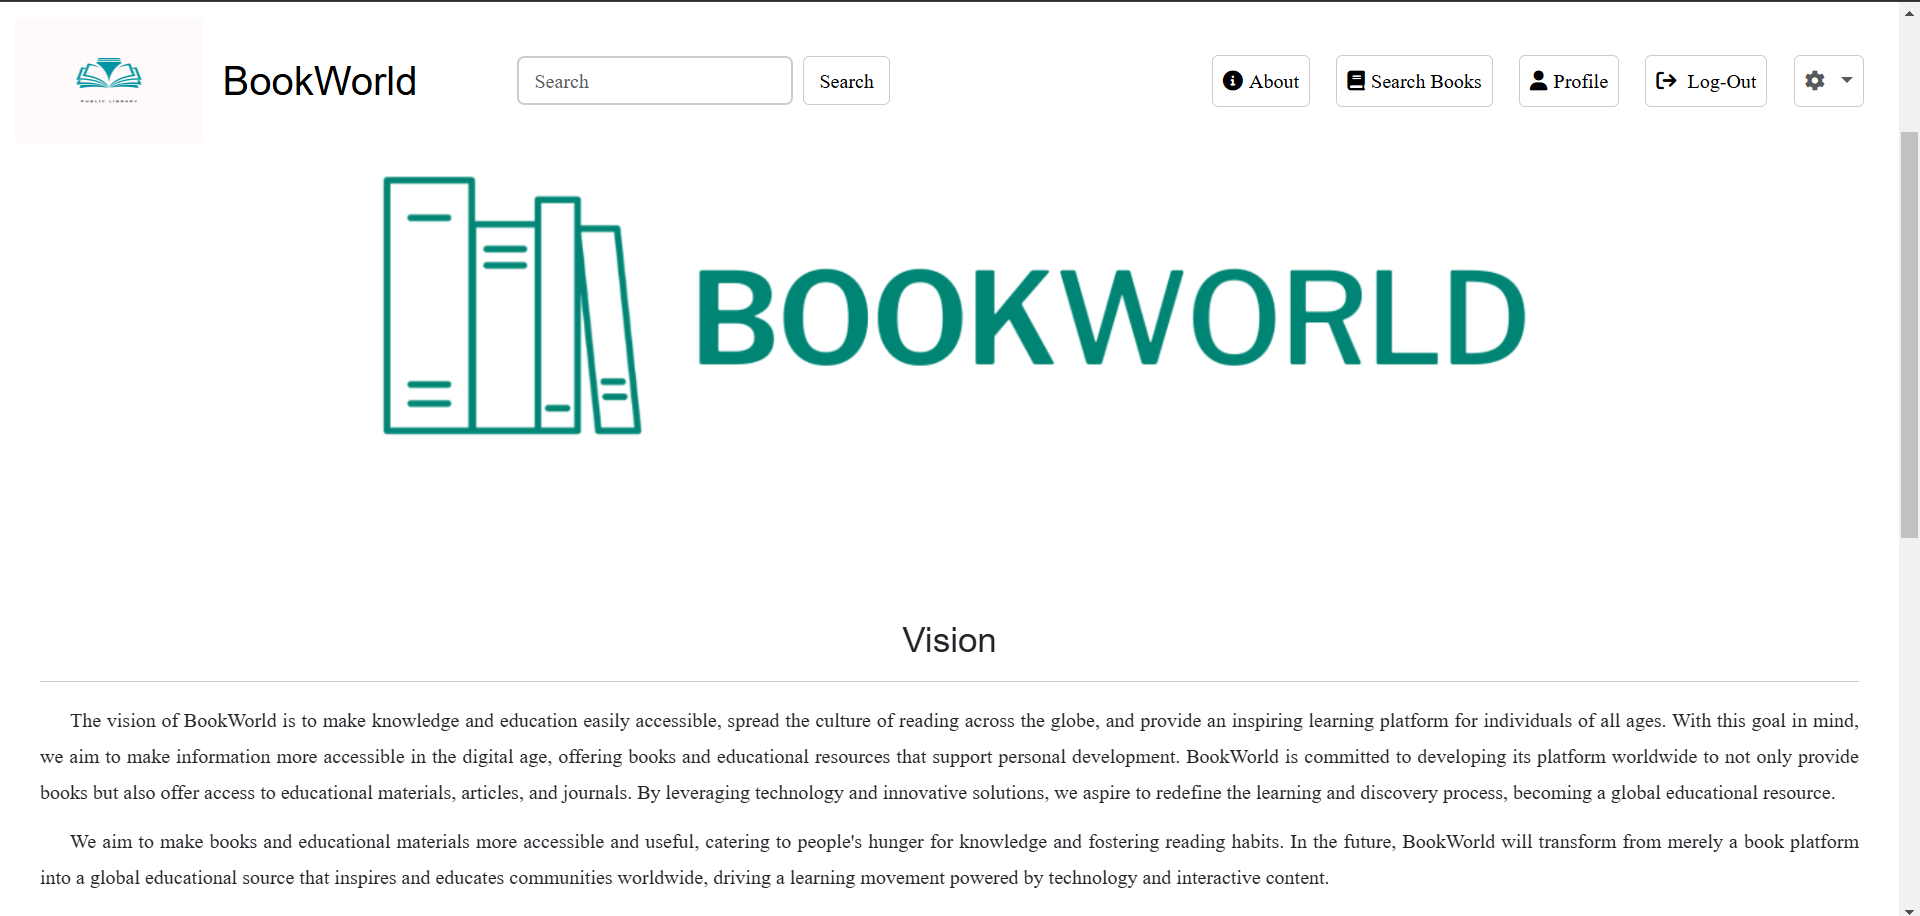 PUBLIC LIBRARY
BookWorld
Search
Search
About
Search Books
Profile
Log-Out
BOOKWORLD
Vision
The vision of BookWorld is to make knowledge and education easily accessible, spread the culture of reading across the globe, and provide an inspiring learning platform for individuals of all ages. With this goal in mind,
we aim to make information more accessible in the digital age, offering books and educational resources that support personal development. BookWorld is committed to developing its platform worldwide to not only provide
books but also offer access to educational materials, articles, and journals. By leveraging technology and innovative solutions, we aspire to redefine the learning and discovery process, becoming a global educational resource.
We aim to make books and educational materials more accessible and useful, catering to people's hunger for knowledge and fostering reading habits. In the future, BookWorld will transform from merely a book platform
into a global educational source that inspires and educates communities worldwide, driving a learning movement powered by technology and interactive content.